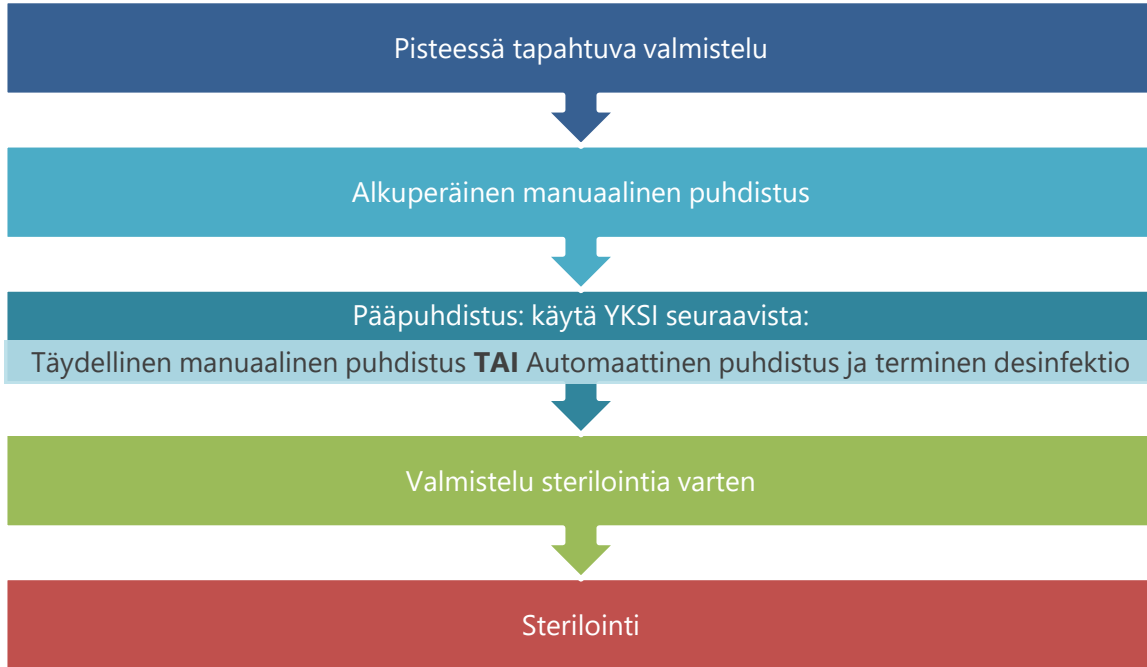 Pisteessä tapahtuva valmistelu
Alkuperäinen manuaalinen puhdistus
Pääpuhdistus: käytä YKSI seuraavista:
Täydellinen manuaalinen puhdistus TAI Automaattinen puhdistus ja terminen desinfektio
Valmistelu sterilointia varten
Sterilointi